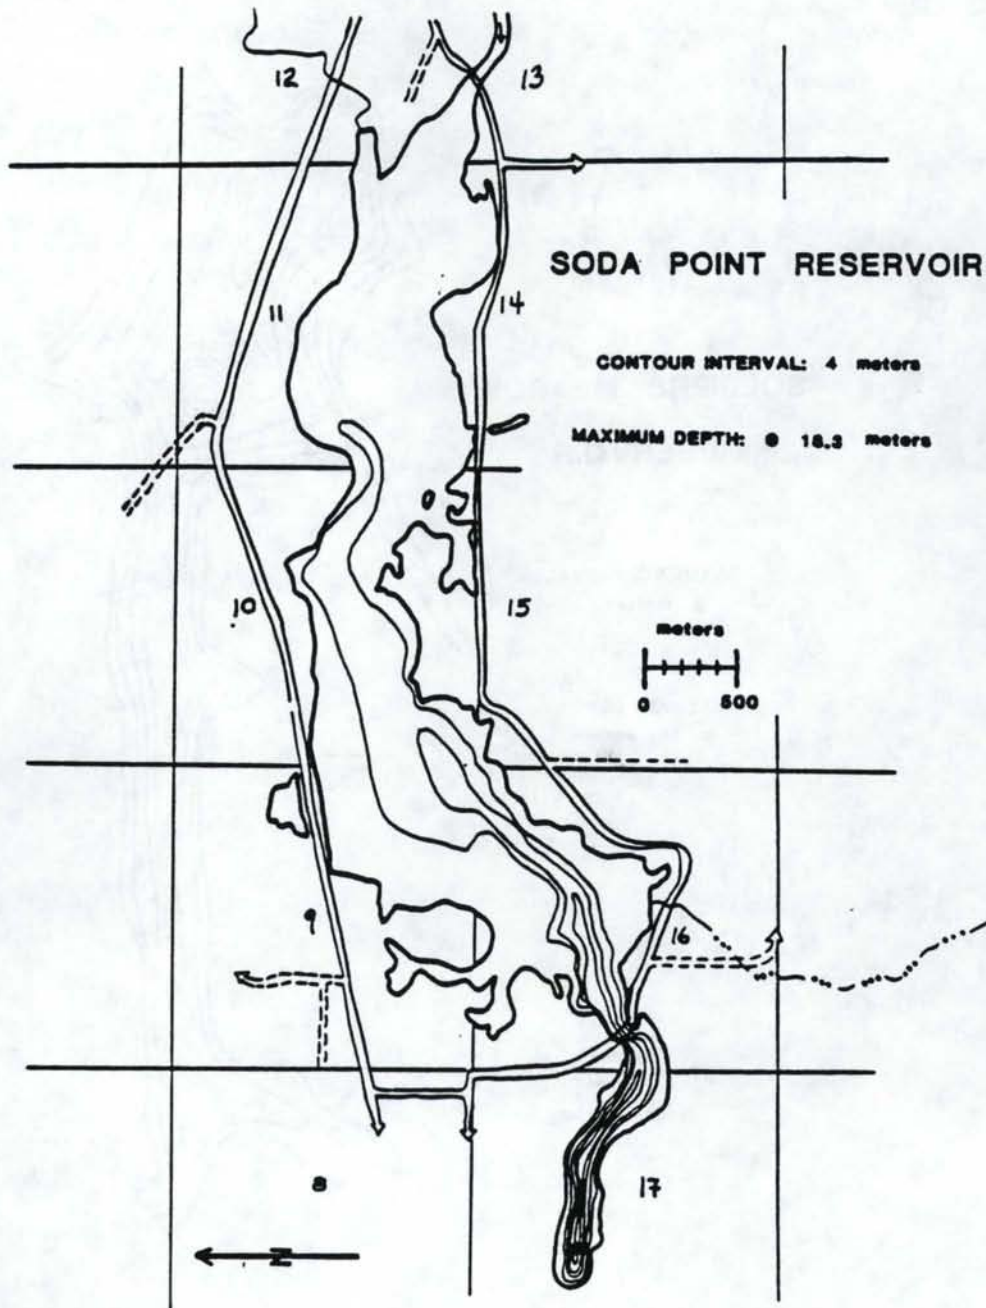 12
13
SODA POINT RESERVOIR
11
14
CONTOUR INTERVAL: 4 meters
MAXIMUM DEPTH: @ 18.3 meters
10
15
meters
0 500
9
16
8
17
N